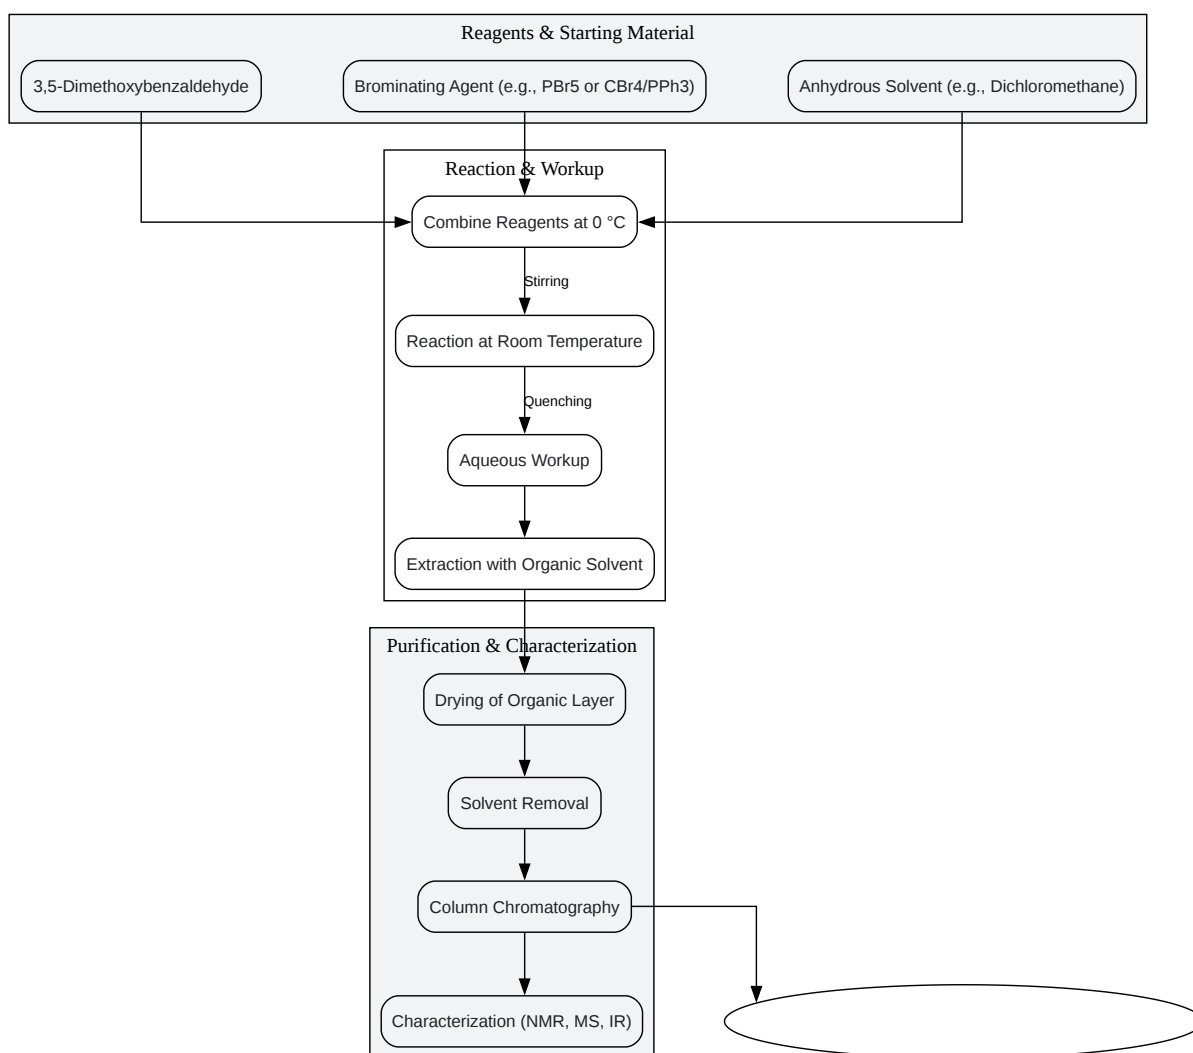 Reagents & Starting Material
3,5-Dimethoxybenzaldehyde
Brominating Agent (e.g., PBr5 or CBr4/PPh3)
Anhydrous Solvent (e.g., Dichloromethane)
Reaction & Workup
Combine Reagents at 0 °C
Stirring
Reaction at Room Temperature
Quenching
Aqueous Workup
Extraction with Organic Solvent
Purification & Characterization
Drying of Organic Layer
Solvent Removal
Column Chromatography
Characterization (NMR, MS, IR)